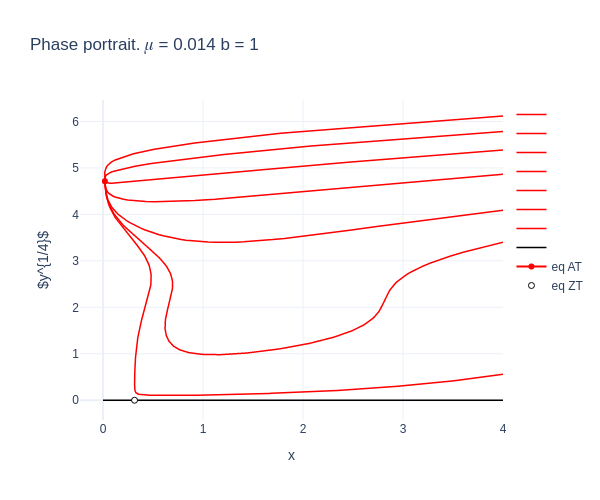 Phase portrait. 𝜇 = 0.014 b = 1
6
5
4
3
2
1
0
$y^{1/4}$
0
1
2
3
4
x
eq AT
eq ZT